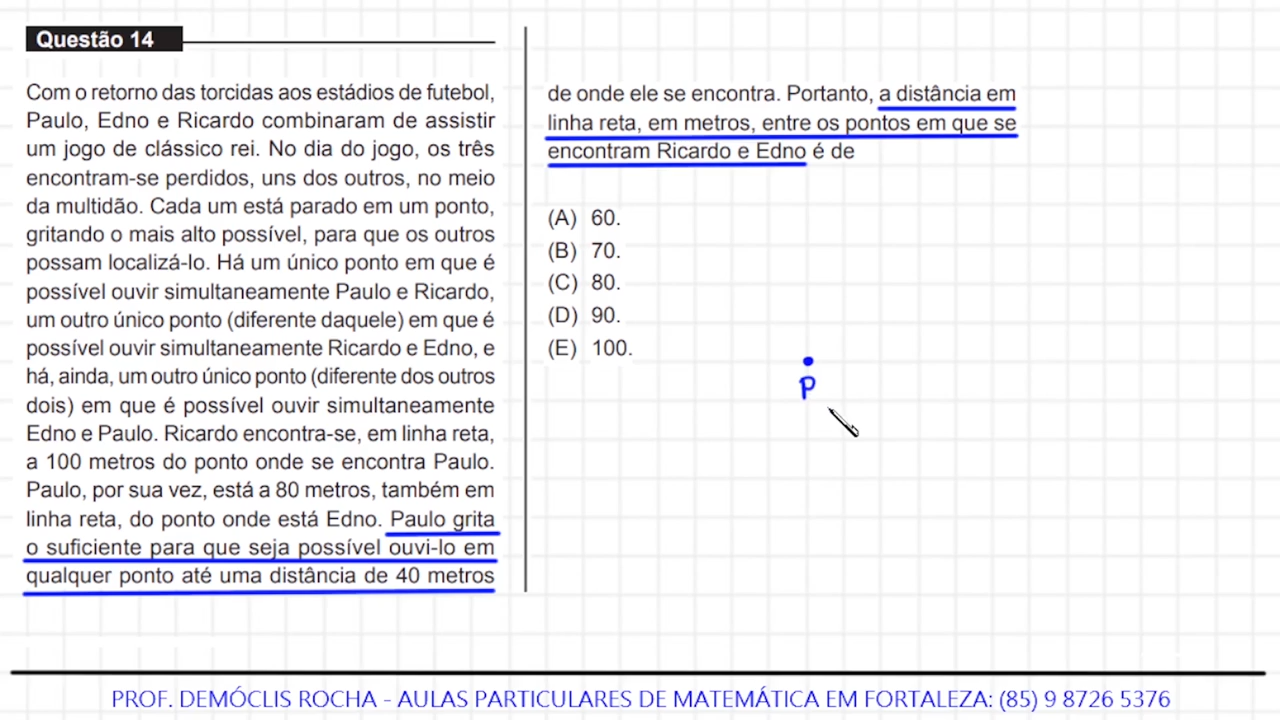 Questão 14
Com o retorno das torcidas aos estádios de futebol,
Paulo, Edno e Ricardo combinaram de assistir
um jogo de clássico rei. No dia do jogo, os três
encontram-se perdidos, uns dos outros, no meio
da multidão. Cada um está parado em um ponto,
gritando o mais alto possível, para que os outros
possam localizá-lo. Há um único ponto em que é
possível ouvir simultaneamente Paulo e Ricardo,
um outro único ponto (diferente daquele) em que é
possível ouvir simultaneamente Ricardo e Edno, e
há, ainda, um outro único ponto (diferente dos outros
dois) em que é possível ouvir simultaneamente
Edno e Paulo. Ricardo encontra-se, em linha reta,
a 100 metros do ponto onde se encontra Paulo.
Paulo, por sua vez, está a 80 metros, também em
linha reta, do ponto onde está Edno. Paulo grita
o suficiente para que seja possível ouvi-lo em
qualquer ponto até uma distância de 40 metros
de onde ele se encontra. Portanto, a distância em
linha reta, em metros, entre os pontos em que se
encontram Ricardo e Edno é de
(A) 60.
(B) 70.
(C) 80.
(D) 90.
(E) 100.
P
PROF. DEMÓCLIS ROCHA - AULAS PARTICULARES DE MATEMÁTICA EM FORTALEZA: (85) 9 8726 5376